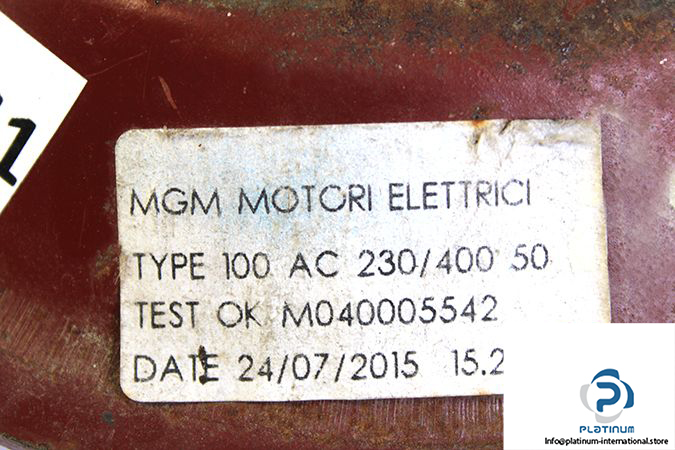 MGM MOTORI ELETTRICI
TYPE 100 AC 230/400 50
TEST OK M040005542
DATE 24/07/2015 15.2
PLATINUM
Info@platinum-international.store